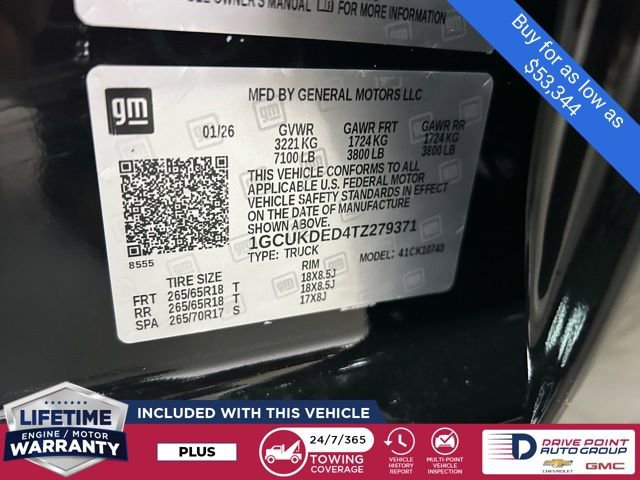 OWNER'S MANUAL
FOR MORE INFORMATION
Buy for as low as
$53,344
gm
MFD BY GENERAL MOTORS LLC
01/26 GVWR GAWR FRT GAWR RR
3221 KG 1724 KG 1724 KG
7100 LB 3800 LB 3800 LB
THIS VEHICLE CONFORMS TO ALL
APPLICABLE U.S. FEDERAL MOTOR
VEHICLE SAFETY STANDARDS IN EFFECT
ON THE DATE OF MANUFACTURE SHOWN ABOVE.
1GCUKDED4TZ279371
TYPE: TRUCK MODEL: 41CK10743
8555
TIRE SIZE RIM
FRT 265/65R18 T 18X8.5J
RR 265/65R18 T 18X8.5J
SPA 265/70R17 S 17X8J
LIFETIME
ENGINE / MOTOR
WARRANTY
INCLUDED WITH THIS VEHICLE
PLUS
24/7/365
TOWING
COVERAGE
VEHICLE
HISTORY
REPORT
MULTI-POINT
VEHICLE
INSPECTION
DRIVE POINT
AUTO GROUP
CHEVROLET GMC